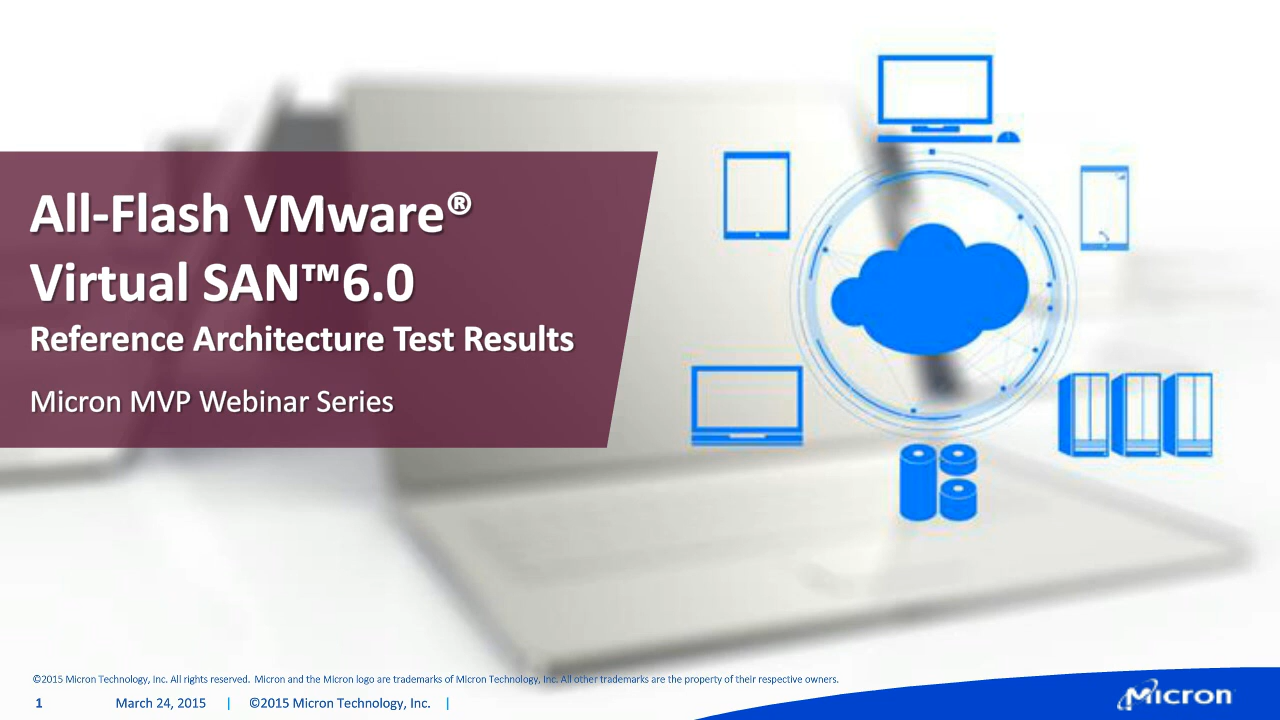 All-Flash VMware®
Virtual SAN™6.0
Reference Architecture Test Results
Micron MVP Webinar Series
©2015 Micron Technology, Inc. All rights reserved. Micron and the Micron logo are trademarks of Micron Technology, Inc. All other trademarks are the property of their respective owners.
1 March 24, 2015 | ©2015 Micron Technology, Inc. |
Micron